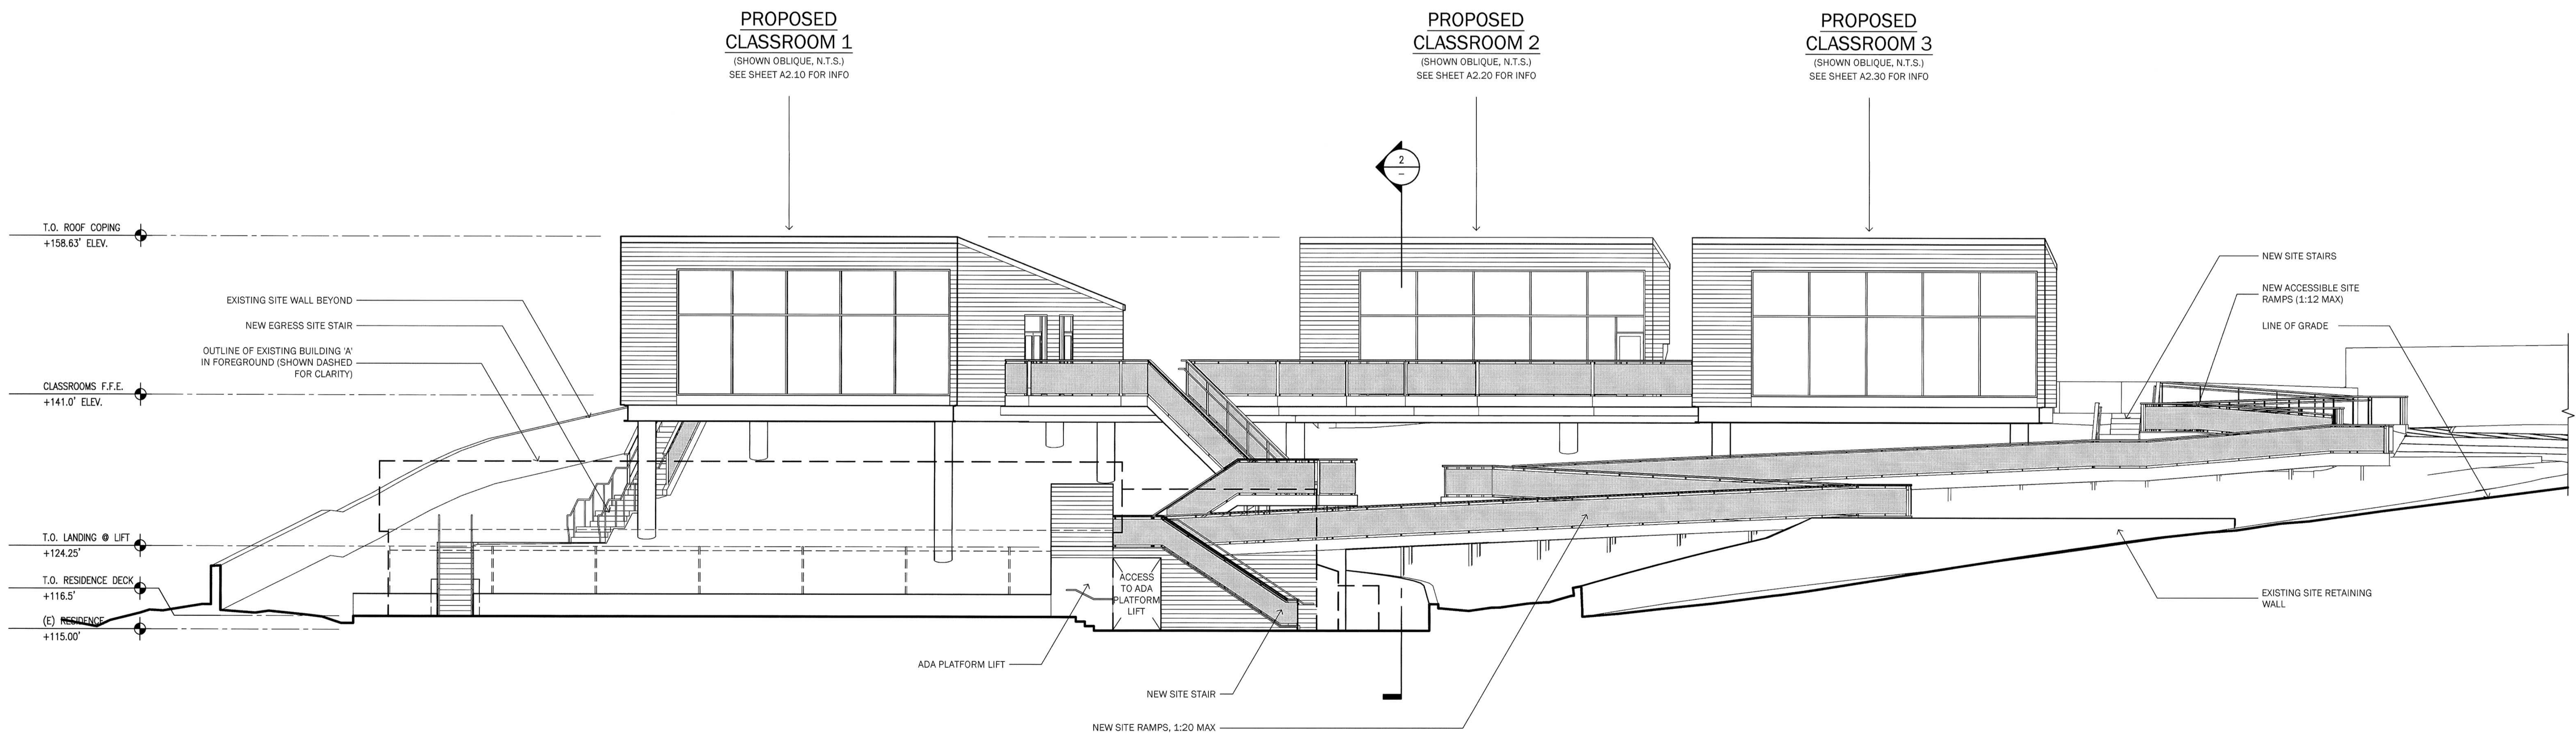 PROPOSED
CLASSROOM 1
(SHOWN OBLIQUE, N.T.S.)
SEE SHEET A2.10 FOR INFO
PROPOSED
CLASSROOM 2
(SHOWN OBLIQUE, N.T.S.)
SEE SHEET A2.20 FOR INFO
PROPOSED
CLASSROOM 3
(SHOWN OBLIQUE, N.T.S.)
SEE SHEET A2.30 FOR INFO
2
–
T.O. ROOF COPING
+158.63' ELEV.
EXISTING SITE WALL BEYOND
NEW EGRESS SITE STAIR
OUTLINE OF EXISTING BUILDING 'A'
IN FOREGROUND (SHOWN DASHED
FOR CLARITY)
CLASSROOMS F.F.E.
+141.0' ELEV.
T.O. LANDING @ LIFT
+124.25'
T.O. RESIDENCE DECK
+116.5'
(E) RESIDENCE
+115.00'
NEW SITE STAIRS
NEW ACCESSIBLE SITE
RAMPS (1:12 MAX)
LINE OF GRADE
EXISTING SITE RETAINING
WALL
ACCESS
TO ADA
PLATFORM
LIFT
ADA PLATFORM LIFT
NEW SITE STAIR
NEW SITE RAMPS, 1:20 MAX